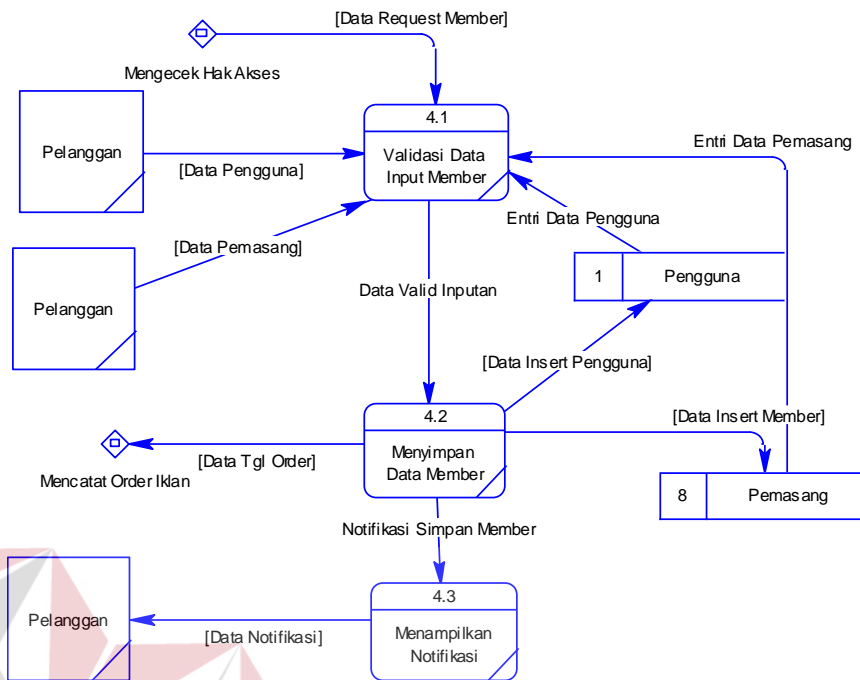 [Data Request Member]
Mengecek Hak Akses
4.1
Validasi Data
Input Member
Entri Data Pemasang
Pelanggan
[Data Pengguna]
Entri Data Pengguna
[Data Pemasang]
1
Pengguna
Pelanggan
Data Valid Inputan
[Data Insert Pengguna]
4.2
Menyimpan
Data Member
[Data Insert Member]
[Data Tgl Order]
Mencatat Order Iklan
8
Pemasang
Notifikasi Simpan Member
4.3
Menampilkan
Notifikasi
Pelanggan
[Data Notifikasi]